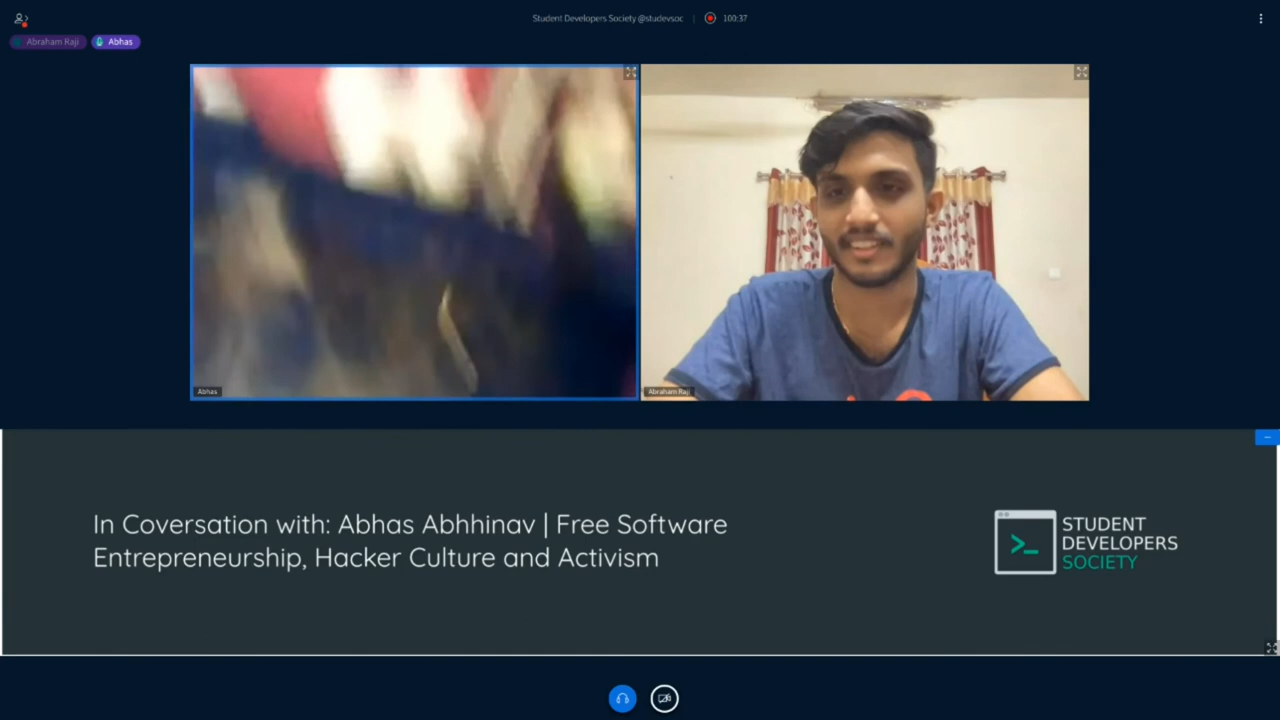 Student Developers Society @studevsoc | 100:37
Abraham Raji Abhas
Abhas
Abraham Raji
In Coversation with: Abhas Abhhinav | Free Software
Entrepreneurship, Hacker Culture and Activism
STUDENT
DEVELOPERS
SOCIETY